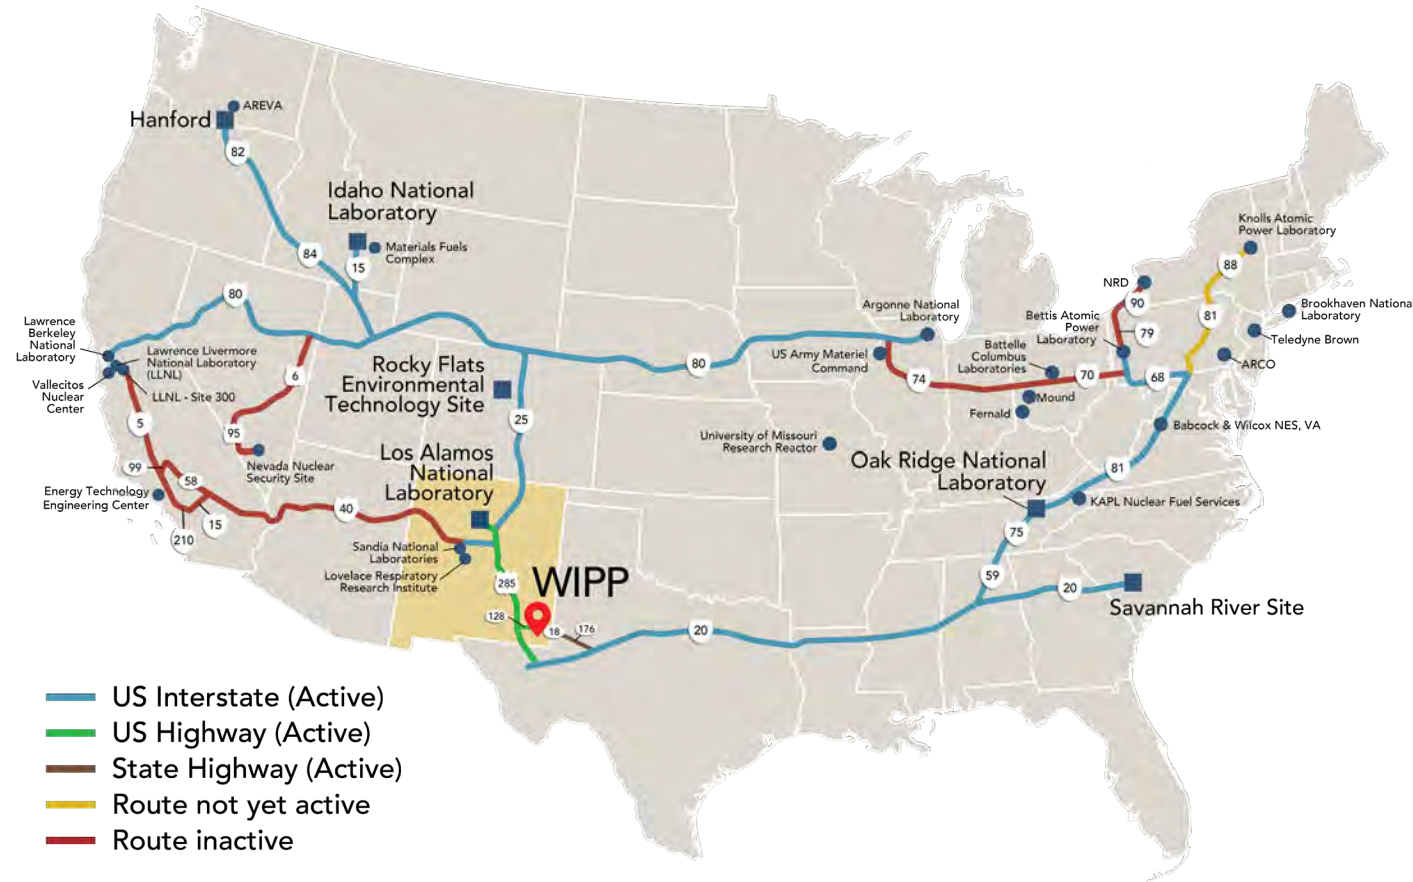 AREVA
Hanford
82
Idaho National
Laboratory
Materials Fuels
Complex
84
15
80
Lawrence
Berkeley
National
Laboratory
Lawrence Livermore
National Laboratory
(LLNL)
Vallecitos
Nuclear
Center
LLNL - Site 300
6
5
95
Nevada Nuclear
Security Site
99
58
Energy Technology
Engineering Center
15
210
40
Rocky Flats
Environmental
Technology Site
25
Los Alamos
National
Laboratory
Sandia National
Laboratories
Lovelace Respiratory
Research Institute
285
WIPP
128
18
176
20
80
Argonne National
Laboratory
US Army Materiel
Command
74
Battelle
Columbus
Laboratories
70
Mound
Fernald
University of Missouri
Research Reactor
Bettis Atomic
Power
Laboratory
NRD
90
79
68
Knolls Atomic
Power Laboratory
88
81
Brookhaven Nationa
Laboratory
Teledyne Brown
ARCO
Babcock & Wilcox NES, VA
81
Oak Ridge National
Laboratory
KAPL Nuclear Fuel Services
75
59
20
Savannah River Site
US Interstate (Active)
US Highway (Active)
State Highway (Active)
Route not yet active
Route inactive